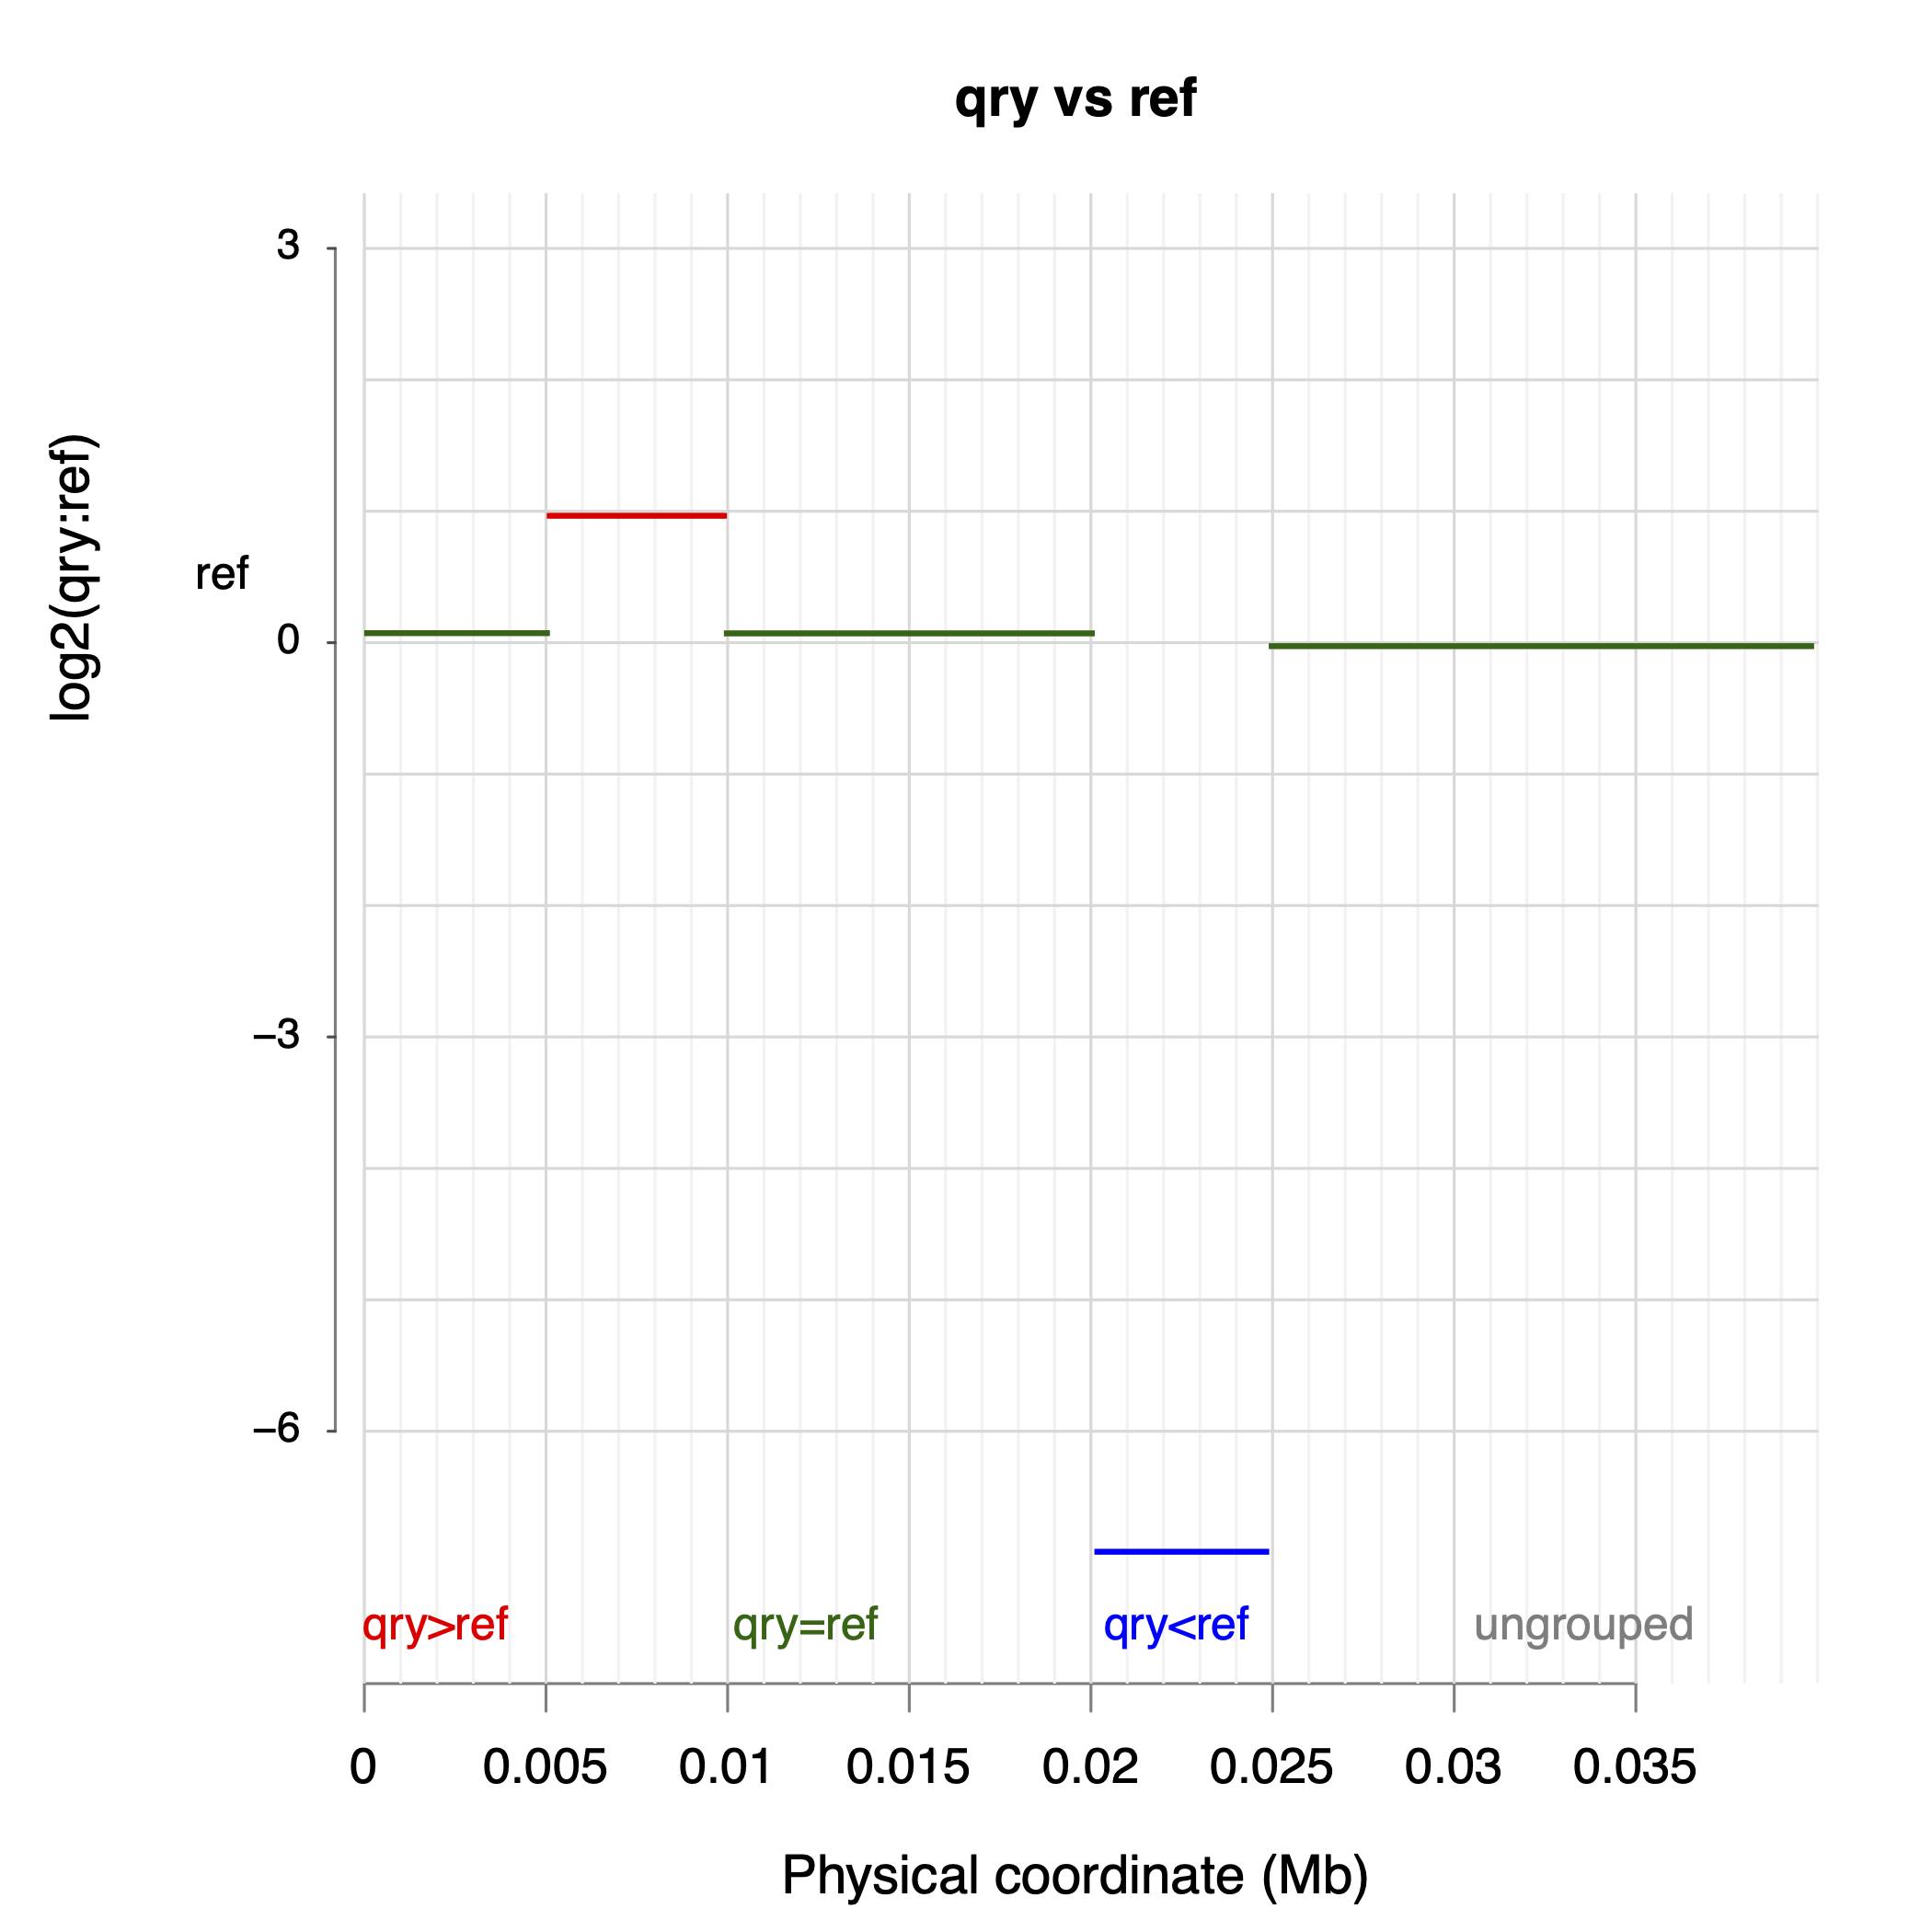 qry vs ref
log2(qry:ref)
ref
3
0
−3
−6
qry>ref
qry=ref
qry<ref
ungrouped
0
0.005
0.01
0.015
0.02
0.025
0.03
0.035
Physical coordinate (Mb)